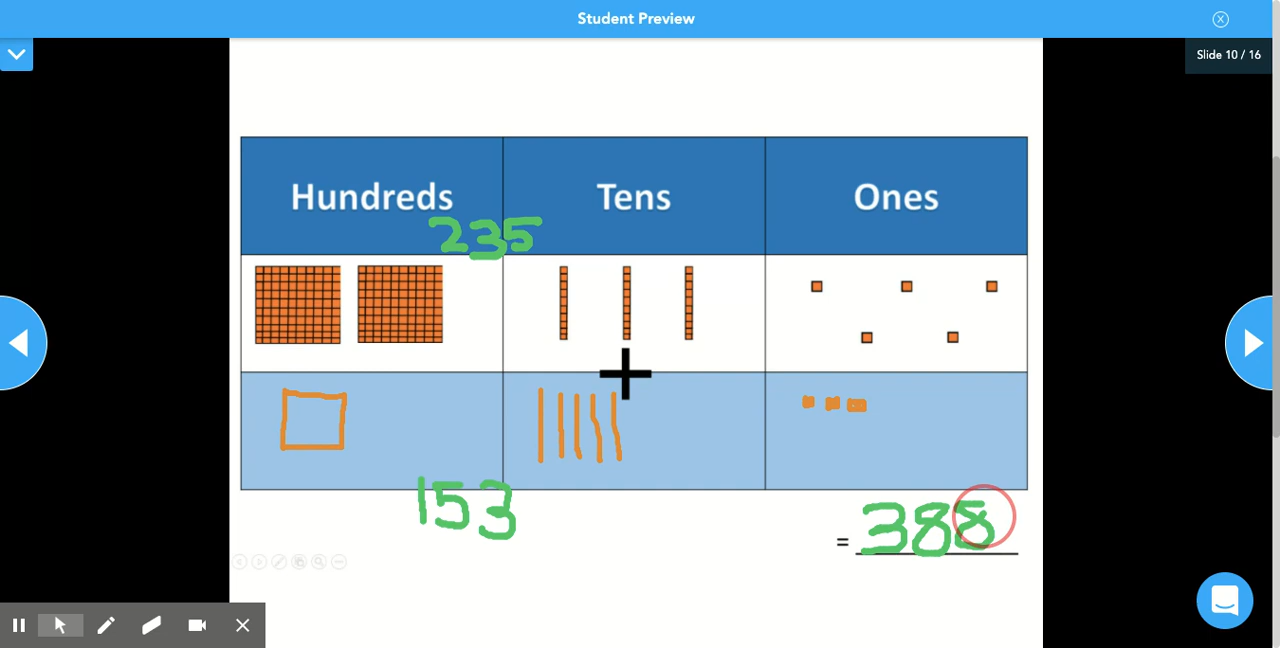 Student Preview
Slide 10 / 16
Hundreds Tens Ones
235
+
153
= 388